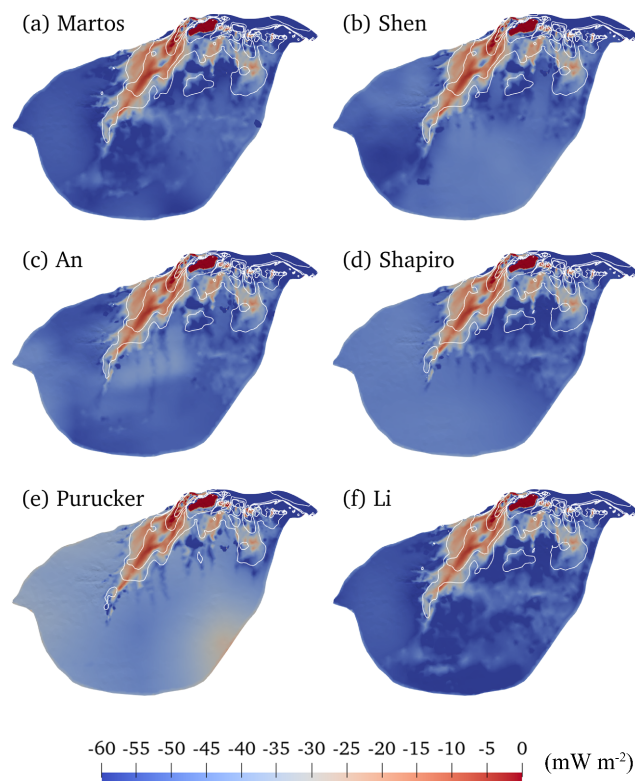 (a) Martos
(b) Shen
(c) An
(d) Shapiro
(e) Purucker
(f) Li
-60 -55 -50 -45 -40 -35 -30 -25 -20 -15 -10 -5 0
(mW m-2)